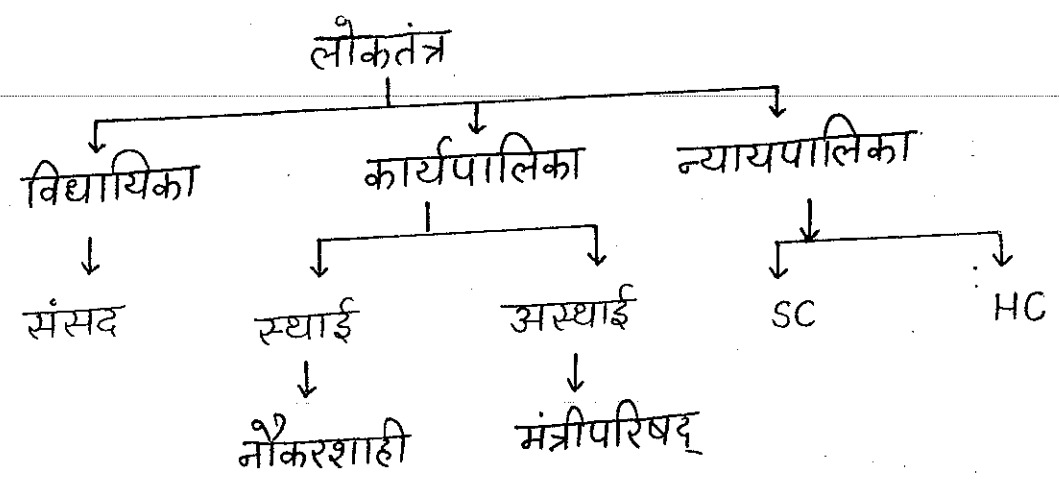 लोकतंत्र
विधायिका कार्यपालिका न्यायपालिका
संसद स्थाई अस्थाई SC HC
नौकरशाही मंत्रीपरिषद्